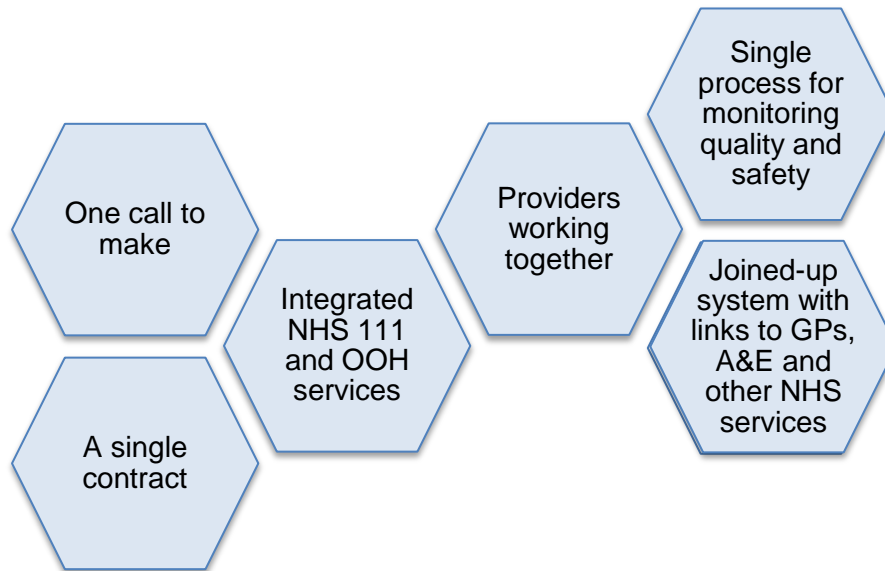 One call to
make
A single
contract
Integrated
NHS 111
and OOH
services
Providers
working
together
Single
process for
monitoring
quality and
safety
Joined-up
system with
links to GPs,
A&E and
other NHS
services